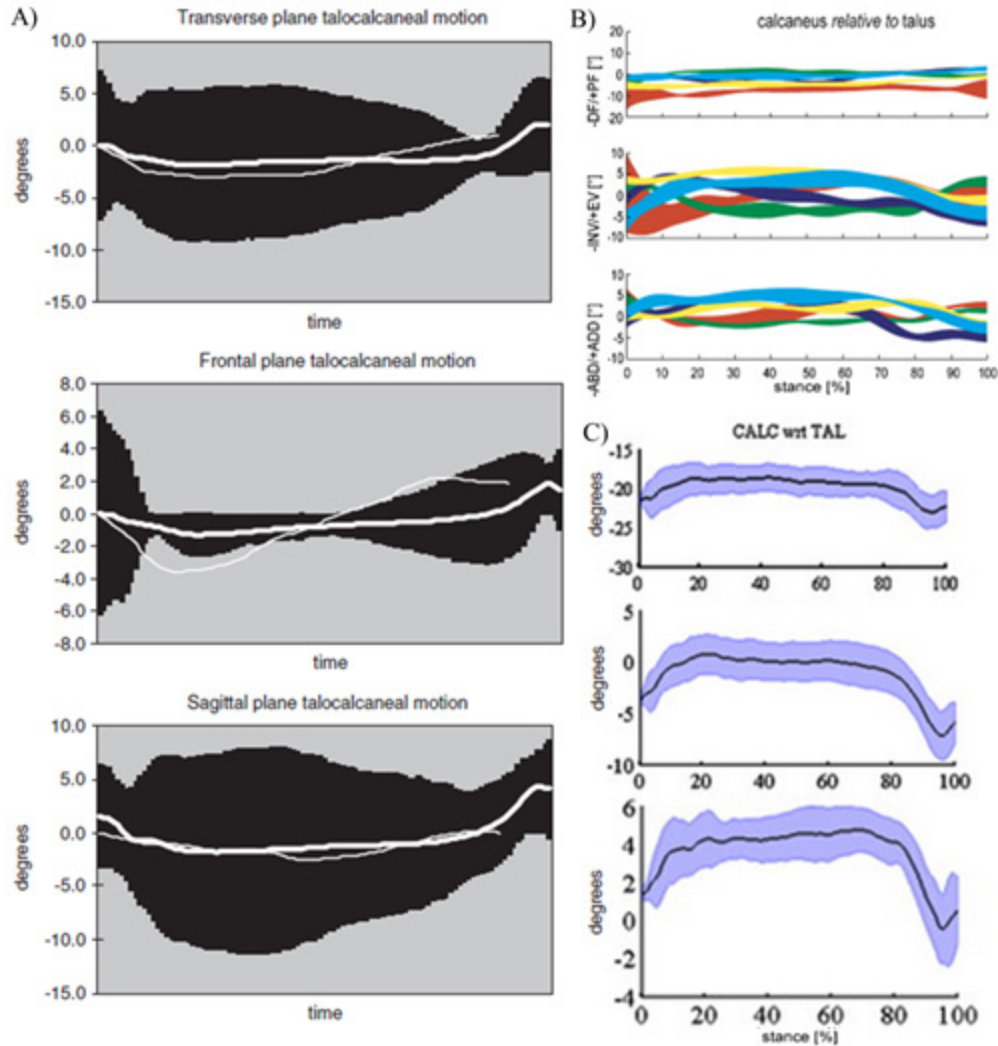 A)
Transverse plane talocalcaneal motion
10.0
5.0
0.0
-5.0
-10.0
-15.0
degrees
time
Frontal plane talocalcaneal motion
8.0
6.0
4.0
2.0
0.0
-2.0
-4.0
-6.0
-8.0
degrees
time
Sagittal plane talocalcaneal motion
10.0
5.0
0.0
-5.0
-10.0
-15.0
degrees
time
B)
calcaneus relative to talus
20
10
0
-10
-20
-DF/+PF [°]
10
5
0
-5
-10
-INV/+EV [°]
10
5
0
-5
-10
-ABD/+ADD [°]
0 10 20 30 40 50 60 70 80 90 100
stance [%]
C)
CALC wrt TAL
-15
-20
-25
-30
degrees
0 20 40 60 80 100
5
0
-5
-10
degrees
0 20 40 60 80 100
6
4
2
0
-2
-4
degrees
0 20 40 60 80 100
stance [%]